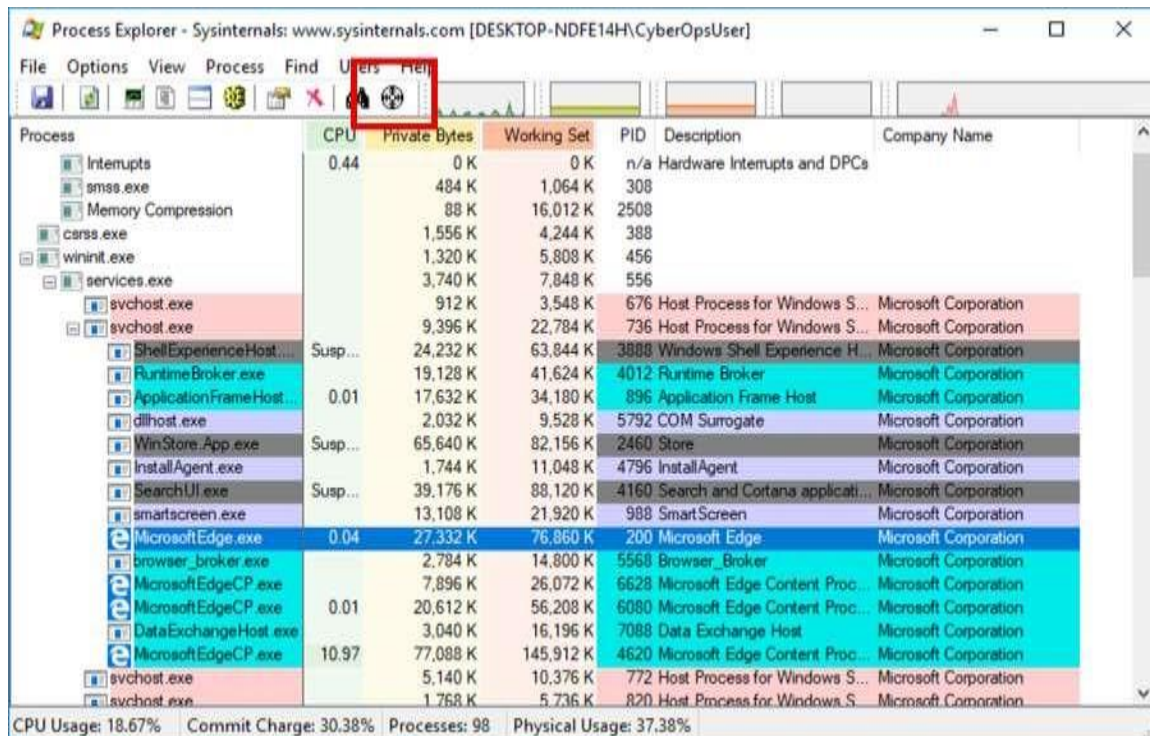 Process Explorer - Sysinternals: www.sysinternals.com [DESKTOP-NDFE14H\CyberOpsUser]
File Options View Process Find Users Help
Process CPU Private Bytes Working Set PID Description Company Name
Interrupts 0.44 0 K 0 K n/a Hardware Interrupts and DPCs
smss.exe 484 K 1,064 K 308
Memory Compression 88 K 16,012 K 2508
csrss.exe 1,556 K 4,244 K 388
wininit.exe 1,320 K 5,808 K 456
services.exe 3,740 K 7,848 K 556
svchost.exe 912 K 3,548 K 676 Host Process for Windows S... Microsoft Corporation
svchost.exe 9,396 K 22,784 K 736 Host Process for Windows S... Microsoft Corporation
ShellExperienceHost.... Susp... 24,232 K 63,844 K 3888 Windows Shell Experience H... Microsoft Corporation
RuntimeBroker.exe 19,128 K 41,624 K 4012 Runtime Broker Microsoft Corporation
ApplicationFrameHost... 0.01 17,632 K 34,180 K 896 Application Frame Host Microsoft Corporation
dllhost.exe 2,032 K 9,528 K 5792 COM Surrogate Microsoft Corporation
WinStore.App.exe Susp... 65,640 K 82,156 K 2460 Store Microsoft Corporation
InstallAgent.exe 1,744 K 11,048 K 4796 InstallAgent Microsoft Corporation
SearchUI.exe Susp... 39,176 K 88,120 K 4160 Search and Cortana applicati... Microsoft Corporation
smartscreen.exe 13,108 K 21,920 K 988 SmartScreen Microsoft Corporation
MicrosoftEdge.exe 0.04 27,332 K 76,860 K 200 Microsoft Edge Microsoft Corporation
browser_broker.exe 2,784 K 14,800 K 5568 Browser_Broker Microsoft Corporation
MicrosoftEdgeCP.exe 7,896 K 26,072 K 6628 Microsoft Edge Content Proc... Microsoft Corporation
MicrosoftEdgeCP.exe 0.01 20,612 K 56,208 K 6080 Microsoft Edge Content Proc... Microsoft Corporation
DataExchangeHost.exe 3,040 K 16,196 K 7088 Data Exchange Host Microsoft Corporation
MicrosoftEdgeCP.exe 10.97 77,088 K 145,912 K 4620 Microsoft Edge Content Proc... Microsoft Corporation
svchost.exe 5,140 K 10,376 K 772 Host Process for Windows S... Microsoft Corporation
svchost.exe 1,768 K 5,736 K 820 Host Process for Windows S... Microsoft Corporation
CPU Usage: 18.67% Commit Charge: 30.38% Processes: 98 Physical Usage: 37.38%